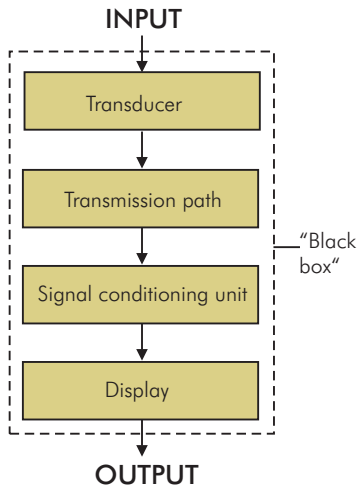 INPUT
Transducer
Transmission path
“Black
box“
Signal conditioning unit
Display
OUTPUT